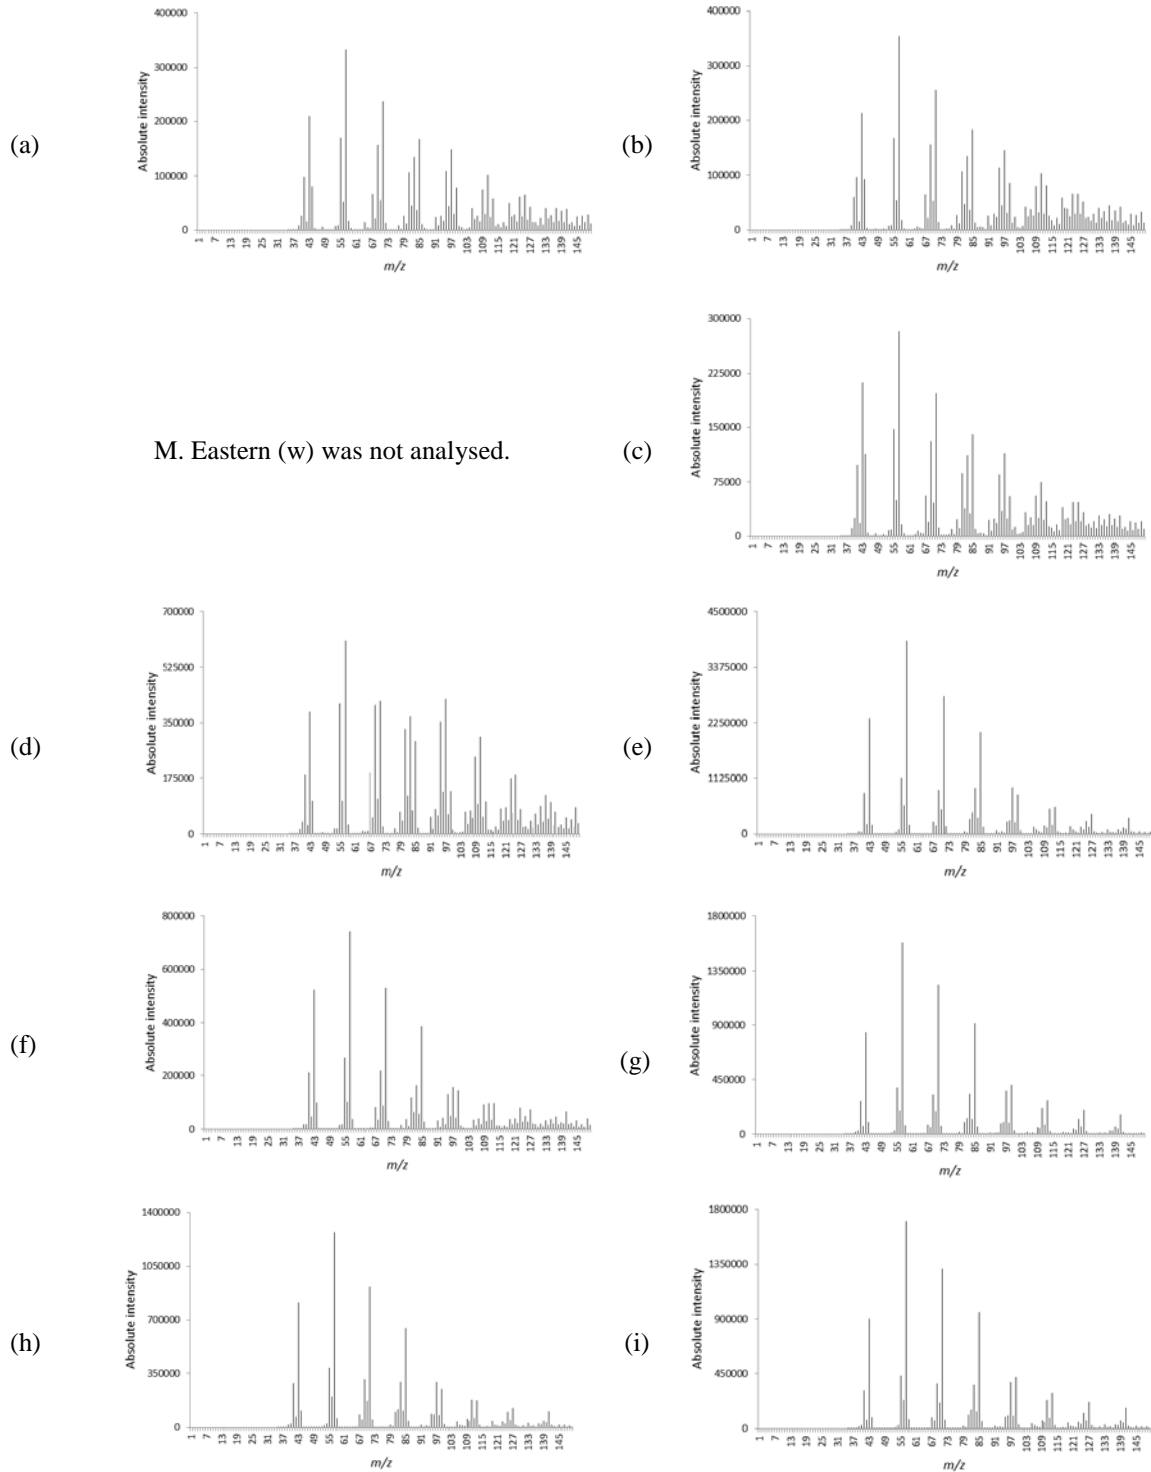 (a)
Absolute intensity
400000
300000
200000
100000
0
1 7 13 19 25 31 37 43 49 55 61 67 73 79 85 91 97 103 109 115 121 127 133 139 145
m/z
(b)
Absolute intensity
400000
300000
200000
100000
0
1 7 13 19 25 31 37 43 49 55 61 67 73 79 85 91 97 103 109 115 121 127 133 139 145
m/z
M. Eastern (w) was not analysed.
(c)
Absolute intensity
300000
225000
150000
75000
0
1 7 13 19 25 31 37 43 49 55 61 67 73 79 85 91 97 103 109 115 121 127 133 139 145
m/z
(d)
Absolute intensity
700000
525000
350000
175000
0
1 7 13 19 25 31 37 43 49 55 61 67 73 79 85 91 97 103 109 115 121 127 133 139 145
m/z
(e)
Absolute intensity
4500000
3375000
2250000
1125000
0
1 7 13 19 25 31 37 43 49 55 61 67 73 79 85 91 97 103 109 115 121 127 133 139 145
m/z
(f)
Absolute intensity
800000
600000
400000
200000
0
1 7 13 19 25 31 37 43 49 55 61 67 73 79 85 91 97 103 109 115 121 127 133 139 145
m/z
(g)
Absolute intensity
1800000
1350000
900000
450000
0
1 7 13 19 25 31 37 43 49 55 61 67 73 79 85 91 97 103 109 115 121 127 133 139 145
m/z
(h)
Absolute intensity
1400000
1050000
700000
350000
0
1 7 13 19 25 31 37 43 49 55 61 67 73 79 85 91 97 103 109 115 121 127 133 139 145
m/z
(i)
Absolute intensity
1800000
1350000
900000
450000
0
1 7 13 19 25 31 37 43 49 55 61 67 73 79 85 91 97 103 109 115 121 127 133 139 145
m/z